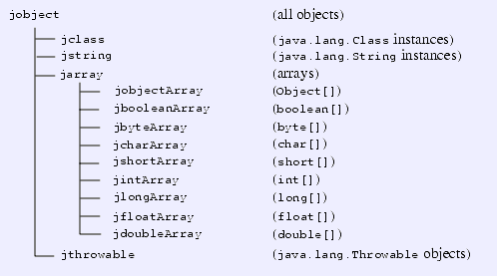 jobject (all objects)
jclass (java.lang.Class instances)
jstring (java.lang.String instances)
jarray (arrays)
jobjectArray (Object[])
jbooleanArray (boolean[])
jbyteArray (byte[])
jcharArray (char[])
jshortArray (short[])
jintArray (int[])
jlongArray (long[])
jfloatArray (float[])
jdoubleArray (double[])
jthrowable (java.lang.Throwable objects)